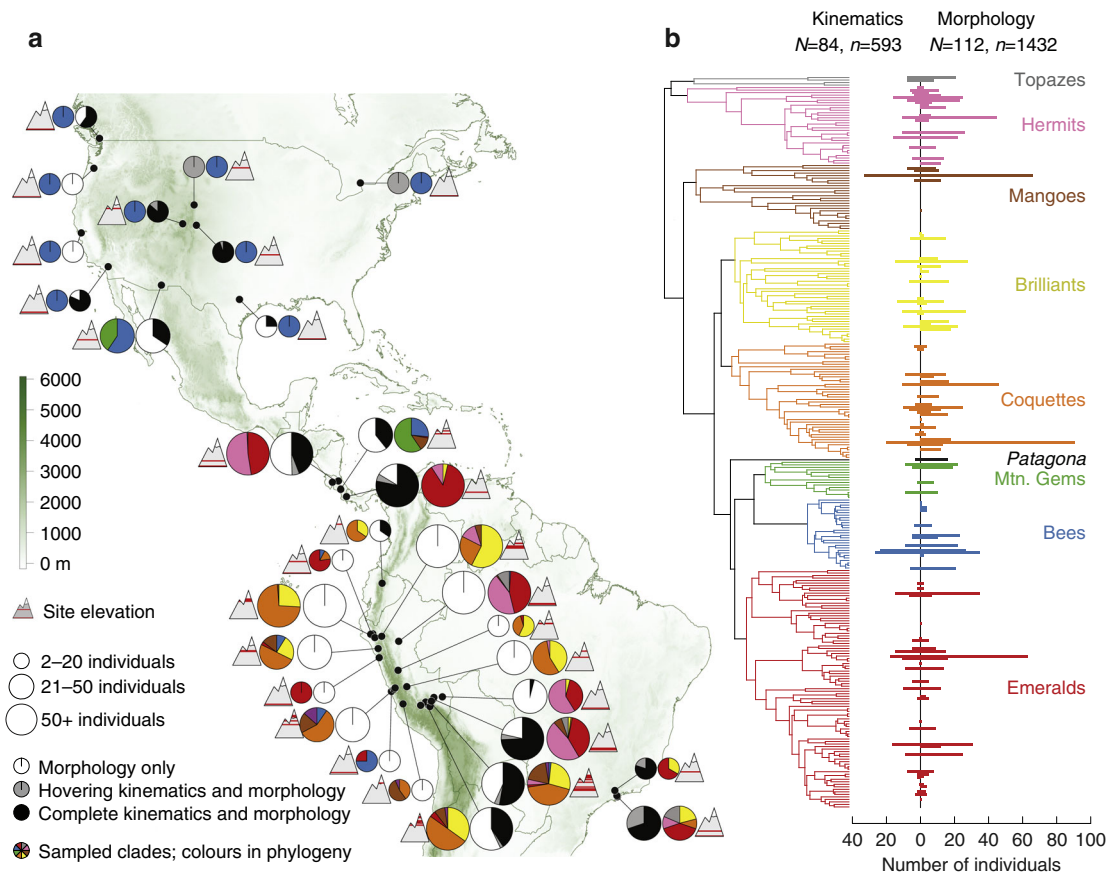 a
b
Kinematics
N=84, n=593
Morphology
N=112, n=1432
Topazes
Hermits
Mangoes
Brilliants
Coquettes
Patagona
Mtn. Gems
Bees
Emeralds
6000
5000
4000
3000
2000
1000
0 m
Site elevation
2–20 individuals
21–50 individuals
50+ individuals
Morphology only
Hovering kinematics and morphology
Complete kinematics and morphology
Sampled clades; colours in phylogeny
40 20 0 20 40 60 80 100
Number of individuals